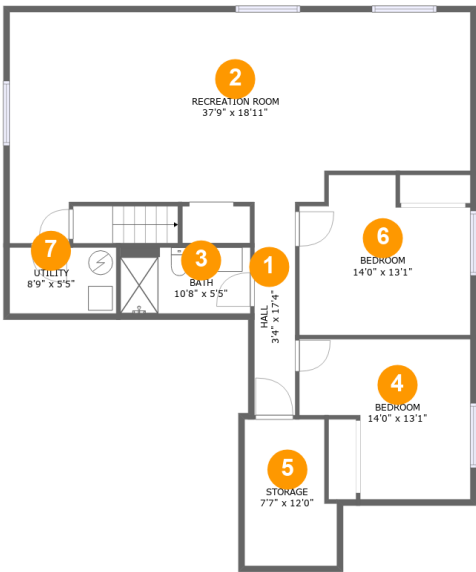 2
RECREATION ROOM
37'9" x 18'11"
6
BEDROOM
14'0" x 13'1"
7
UTILITY
8'9" x 5'5"
3
BATH
10'8" x 5'5"
1
HALL
3'4" x 17'4"
4
BEDROOM
14'0" x 13'1"
5
STORAGE
7'7" x 12'0"